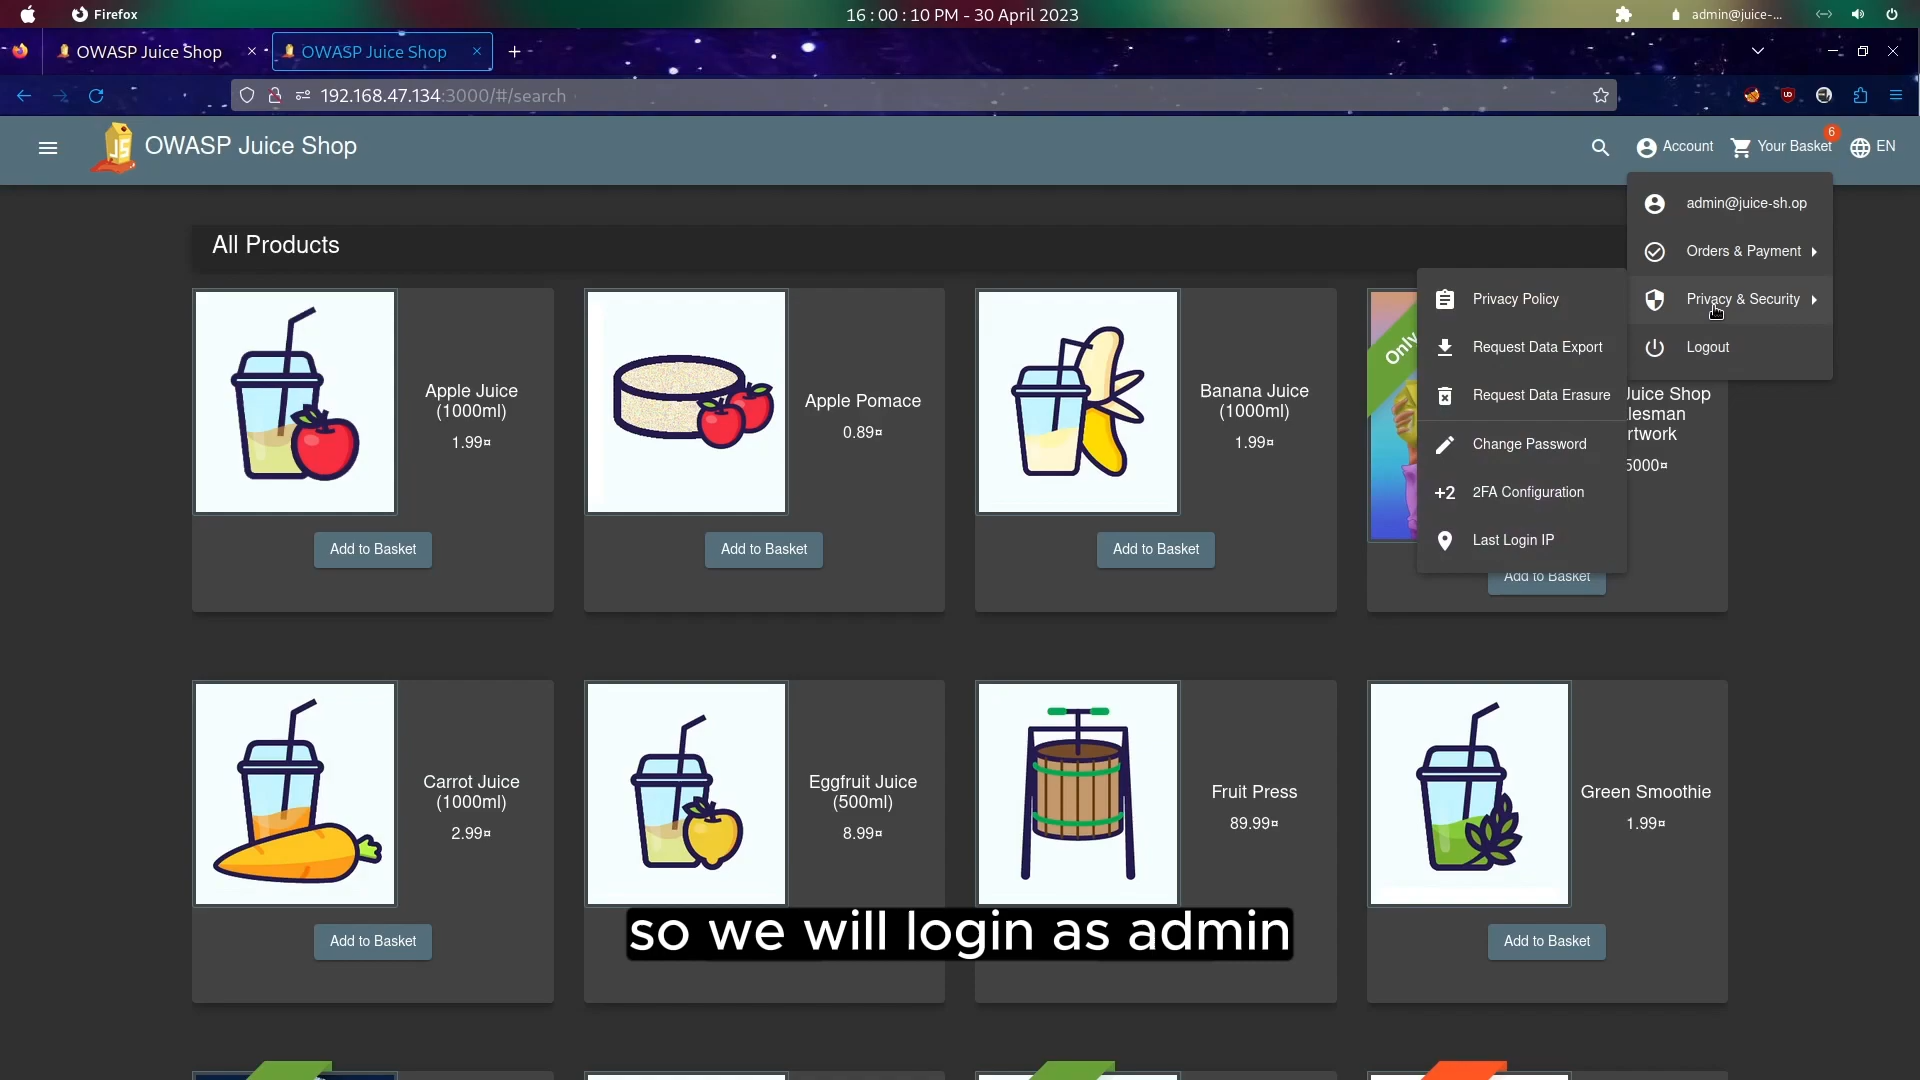 Firefox
16 : 00 : 10 PM - 30 April 2023
admin@juice-...
OWASP Juice Shop
OWASP Juice Shop
192.168.47.134:3000/#/search
OWASP Juice Shop
Account
Your Basket
6
EN
admin@juice-sh.op
Orders & Payment
Privacy & Security
Logout
Privacy Policy
Request Data Export
Request Data Erasure
Change Password
+2 2FA Configuration
Last Login IP
All Products
Apple Juice
(1000ml)
1.99¤
Add to Basket
Apple Pomace
0.89¤
Add to Basket
Banana Juice
(1000ml)
1.99¤
Add to Basket
Only
Juice Shop
lesman
rtwork
5000¤
Add to Basket
Carrot Juice
(1000ml)
2.99¤
Add to Basket
Eggfruit Juice
(500ml)
8.99¤
Fruit Press
89.99¤
Green Smoothie
1.99¤
Add to Basket
so we will login as admin